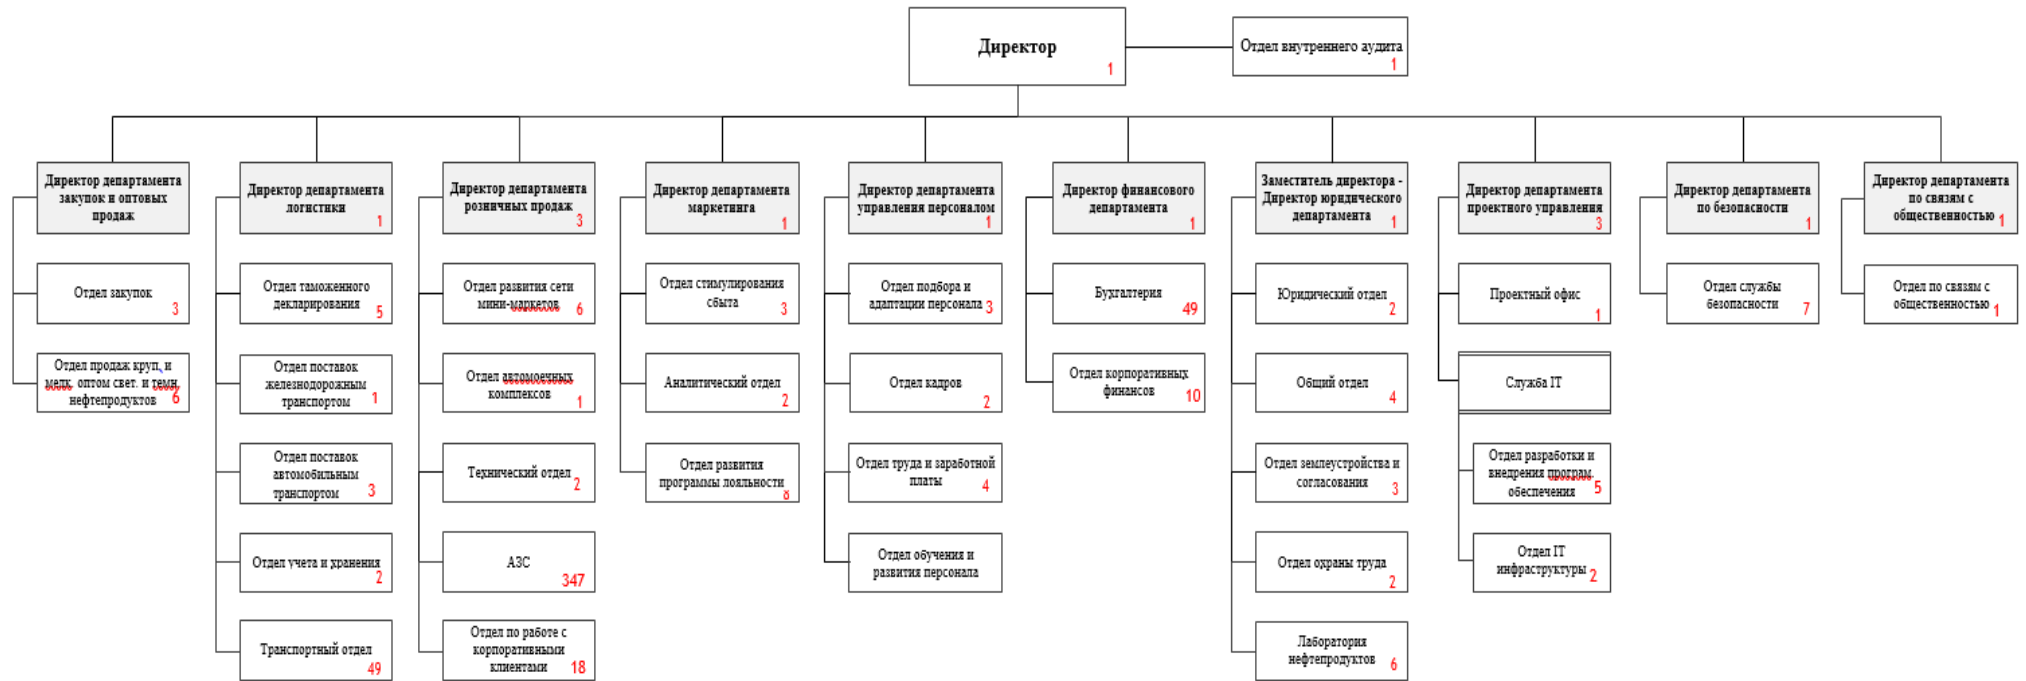 Директор
1
Отдел внутреннего аудита
1
Директор департамента
закупок и оптовых
продаж
Отдел закупок
3
Отдел продаж круп. и
мелк. оптом свет. и темн.
нефтепродуктов 6
Директор департамента
логистики
1
Отдел таможенного
декларирования
5
Отдел поставок
железнодорожным
транспортом 1
Отдел поставок
автомобильным
транспортом 3
Отдел учета и хранения
2
Транспортный отдел
49
Директор департамента
розничных продаж
3
Отдел развития сети
мини-маркетов 6
Отдел автомоечных
комплексов 1
Технический отдел 2
АЗС
347
Отдел по работе с
корпоративными
клиентами 18
Директор департамента
маркетинга
1
Отдел стимулирования
сбыта 3
Аналитический отдел
2
Отдел развития
программы лояльности
8
Директор департамента
управления персоналом
1
Отдел подбора и
адаптации персонала 3
Отдел кадров
2
Отдел труда и заработной
платы 4
Отдел обучения и
развития персонала
Директор финансового
департамента
1
Бухгалтерия
49
Отдел корпоративных
финансов 10
Заместитель директора -
Директор юридического
департамента 1
Юридический отдел
2
Общий отдел
4
Отдел землеустройства и
согласования 3
Отдел охраны труда
2
Лаборатория
нефтепродуктов 6
Директор департамента
проектного управления
3
Проектный офис
1
Служба IT
Отдел разработки и
внедрения програм.
обеспечения 5
Отдел IT
инфраструктуры 2
Директор департамента
по безопасности
1
Отдел службы
безопасности 7
Директор департамента
по связям с
общественностью 1
Отдел по связям с
общественностью 1